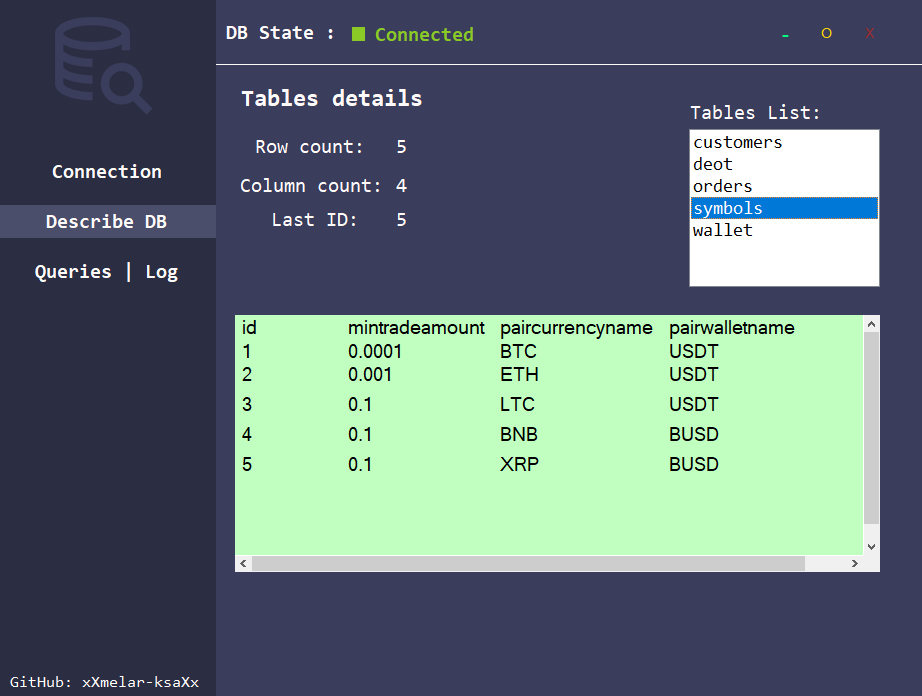 DB State : Connected
- O X
Connection
Describe DB
Queries | Log
Tables details
Row count: 5
Column count: 4
Last ID: 5
Tables List:
customers
deot
orders
symbols
wallet
id mintradeamount paircurrencyname pairwalletname
1 0.0001 BTC USDT
2 0.001 ETH USDT
3 0.1 LTC USDT
4 0.1 BNB BUSD
5 0.1 XRP BUSD
GitHub: xXmelar-ksaXx